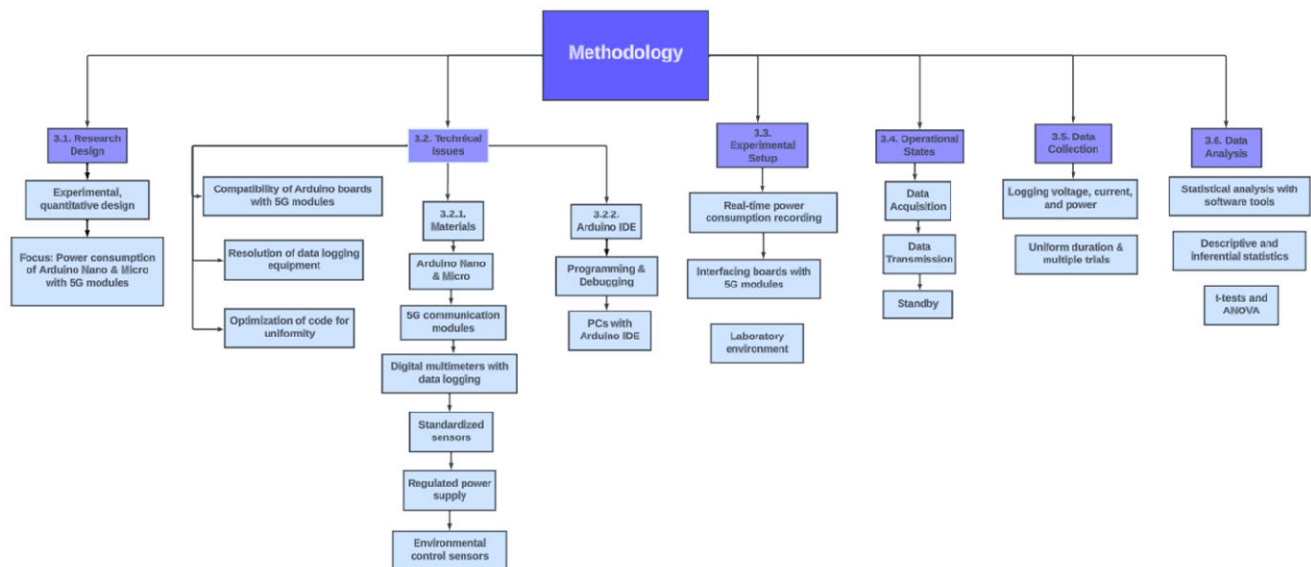 Methodology
3.1. Research
Design
Experimental,
quantitative design
Focus: Power consumption
of Arduino Nano & Micro
with 5G modules
3.2. Technical
Issues
Compatibility of Arduino boards
with 5G modules
Resolution of data logging
equipment
Optimization of code for
uniformity
3.2.1.
Materials
Arduino Nano
& Micro
5G communication
modules
Digital multimeters with
data logging
Standardized
sensors
Regulated power
supply
Environmental
control sensors
3.2.2.
Arduino IDE
Programming &
Debugging
PCs with
Arduino IDE
3.3.
Experimental
Setup
Real-time power
consumption recording
Interfacing boards with
5G modules
Laboratory
environment
3.4. Operational
States
Data
Acquisition
Data
Transmission
Standby
3.5. Data
Collection
Logging voltage, current,
and power
Uniform duration &
multiple trials
3.6. Data
Analysis
Statistical analysis with
software tools
Descriptive and
inferential statistics
t-tests and
ANOVA